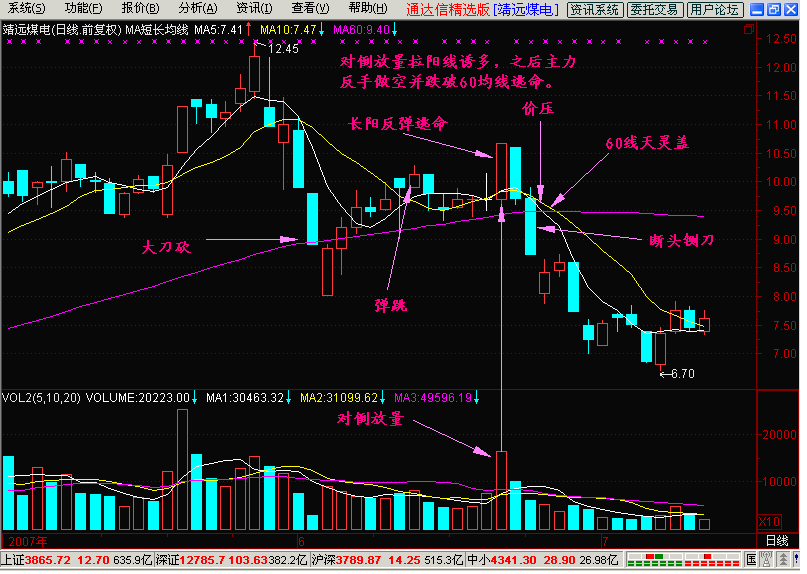 系统(S) 功能(F) 报价(B) 分析(A) 资讯(I) 查看(V) 帮助(H) 通达信精选版 [靖远煤电] 资讯系统 委托交易 用户论坛
靖远煤电(日线.前复权) MA短长均线 MA5:7.41↑ MA10:7.47↓ MA60:9.40↓
12.50
12.45
12.00
对倒放量拉阳线诱多，之后主力
反手做空并跌破60均线逃命。
11.50
价压
11.00
长阳反弹逃命
60线天灵盖
10.50
10.00
9.50
9.00
大刀砍
断头铡刀
8.50
弹跳
8.00
7.50
7.00
←6.70
VOL2(5,10,20) VOLUME:20223.00↓ MA1:30463.32↓ MA2:31099.62↓ MA3:49596.19↓
对倒放量
20000
10000
X10
2007年 6 7 日线
上证3865.72 12.70 635.9亿 深证12785.7 103.63 382.2亿 沪深3789.87 14.25 515.3亿 中小4341.30 28.90 26.98亿 国